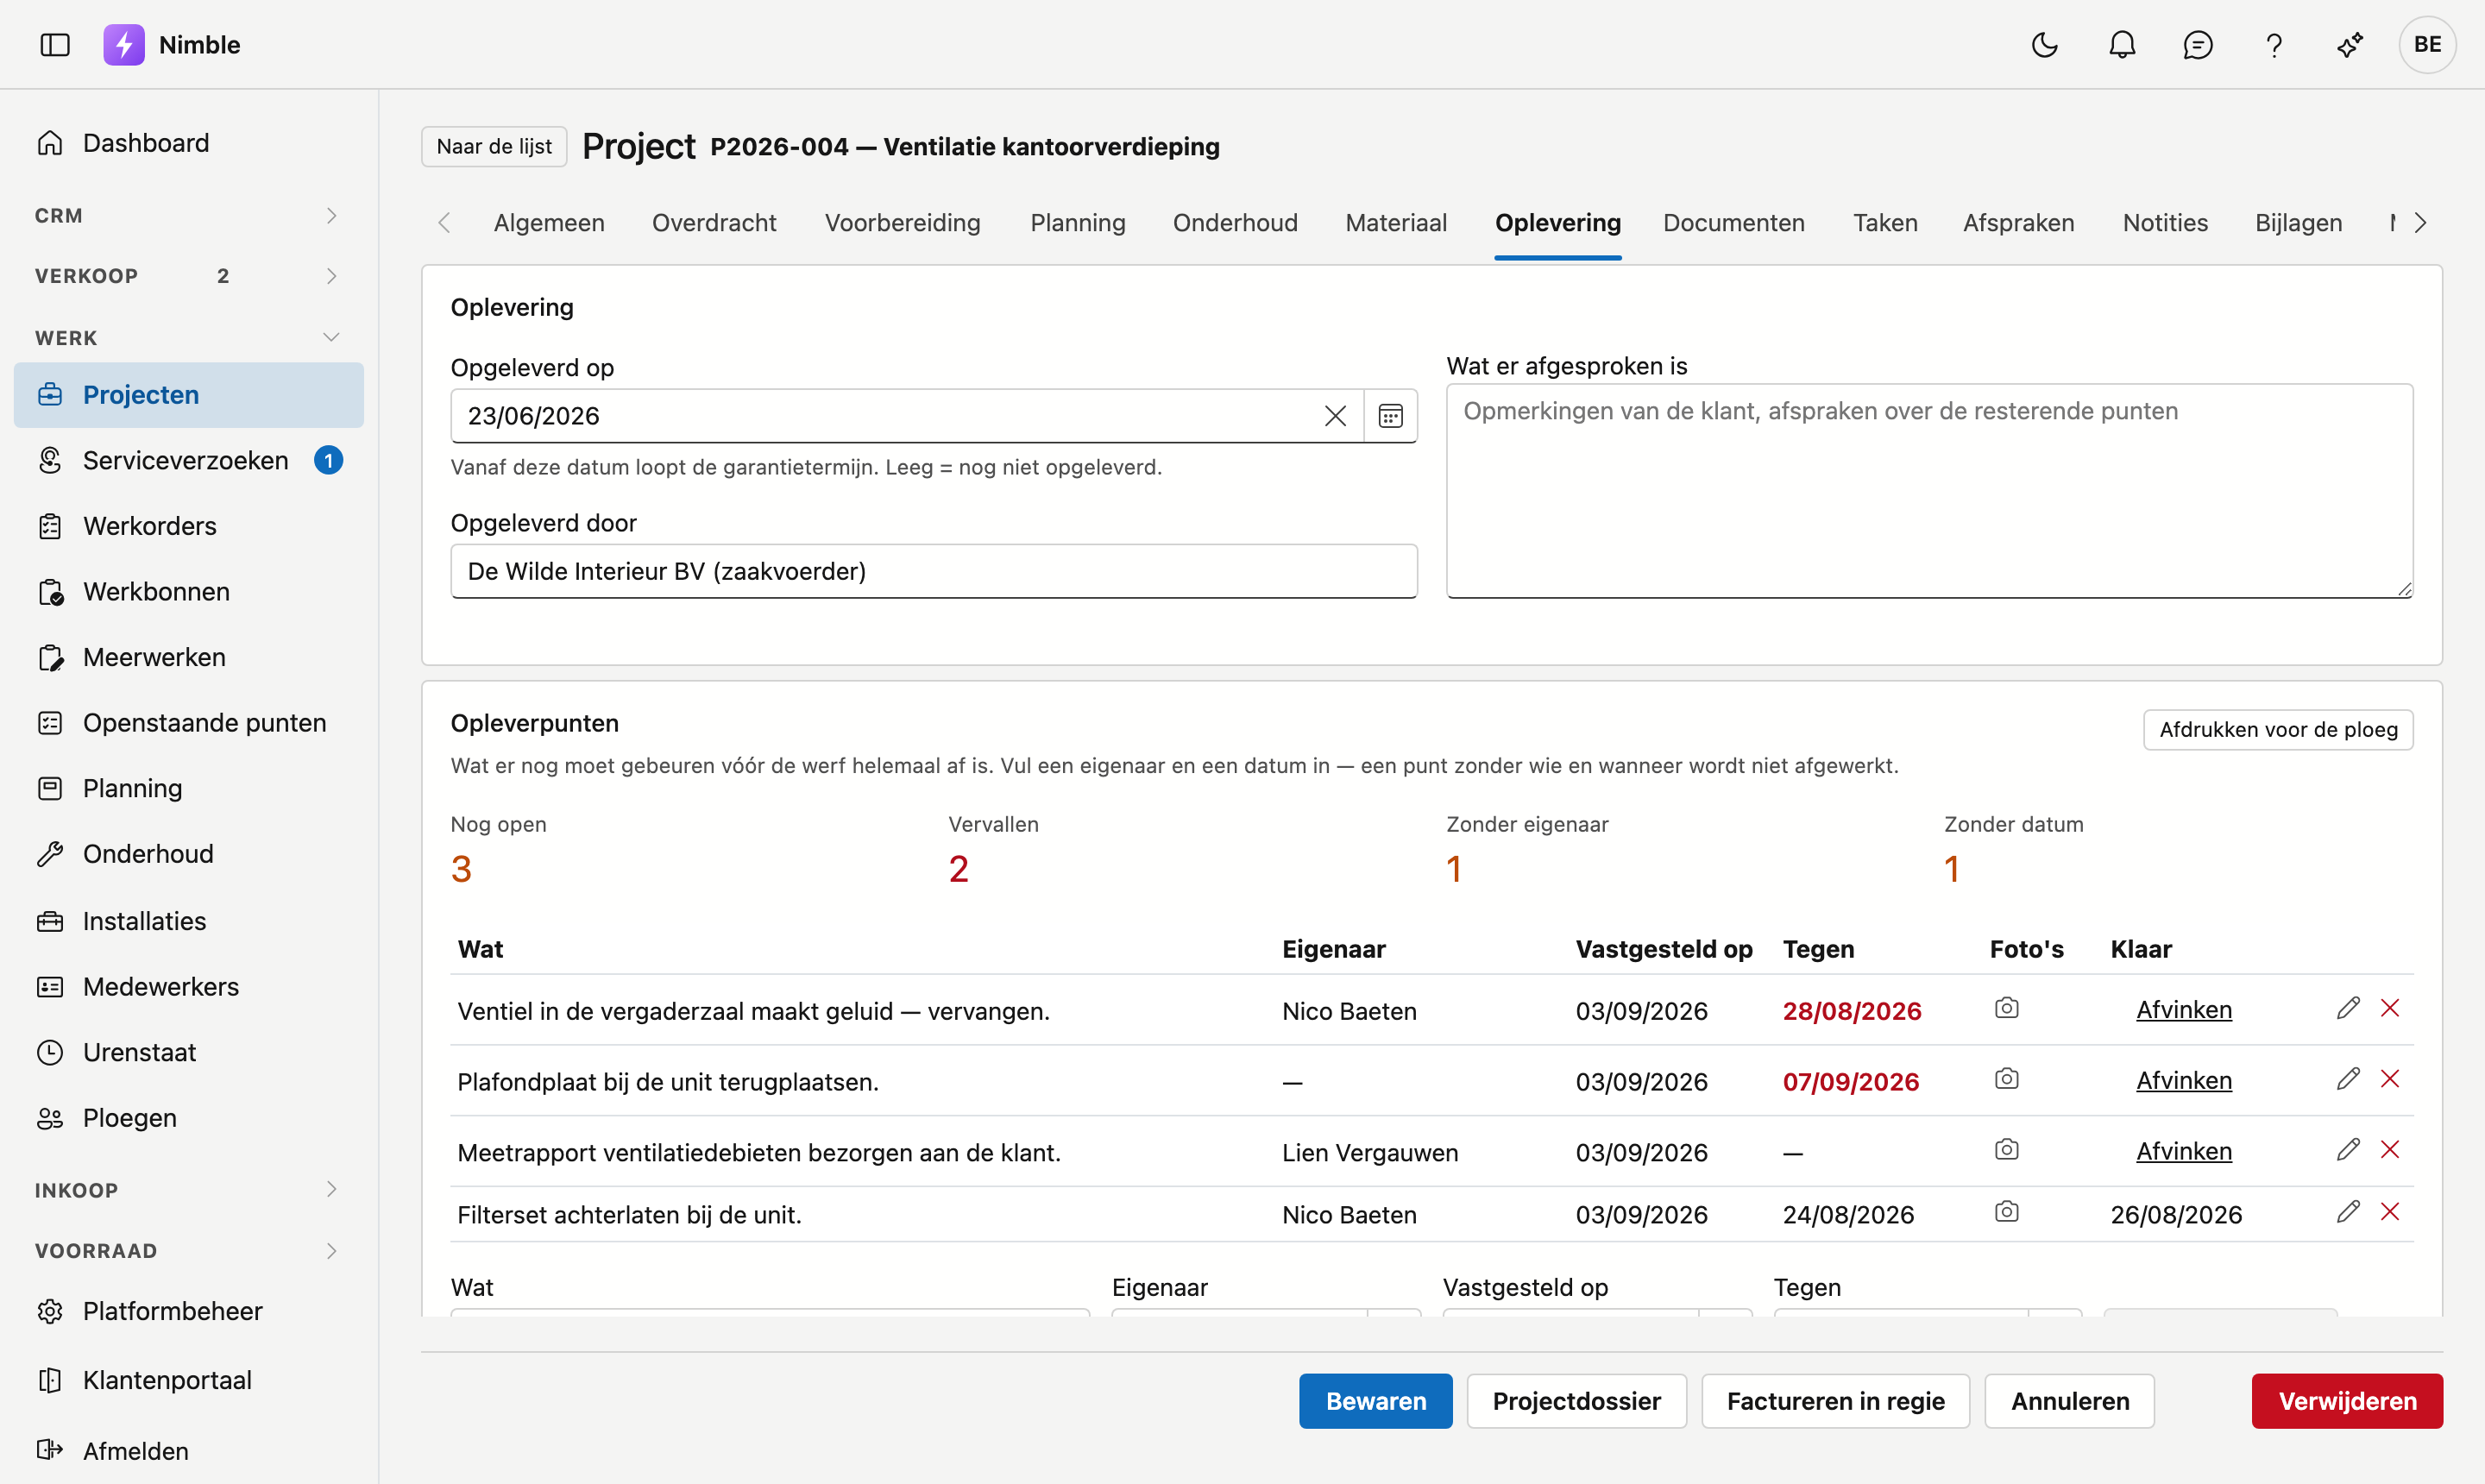 Nimble
BE
Dashboard
CRM
VERKOOP 2
WERK
Projecten
Serviceverzoeken 1
Werkorders
Werkbonnen
Meerwerken
Openstaande punten
Planning
Onderhoud
Installaties
Medewerkers
Urenstaat
Ploegen
INKOOP
VOORRAAD
Platformbeheer
Klantenportaal
Afmelden
Naar de lijst Project P2026-004 — Ventilatie kantoorverdieping
Algemeen Overdracht Voorbereiding Planning Onderhoud Materiaal Oplevering Documenten Taken Afspraken Notities Bijlagen
Oplevering
Opgeleverd op
23/06/2026
Vanaf deze datum loopt de garantietermijn. Leeg = nog niet opgeleverd.
Opgeleverd door
De Wilde Interieur BV (zaakvoerder)
Wat er afgesproken is
Opmerkingen van de klant, afspraken over de resterende punten
Opleverpunten
Afdrukken voor de ploeg
Wat er nog moet gebeuren vóór de werf helemaal af is. Vul een eigenaar en een datum in — een punt zonder wie en wanneer wordt niet afgewerkt.
Nog open Vervallen Zonder eigenaar Zonder datum
3 2 1 1
Wat Eigenaar Vastgesteld op Tegen Foto's Klaar
Ventiel in de vergaderzaal maakt geluid — vervangen. Nico Baeten 03/09/2026 28/08/2026 Afvinken
Plafondplaat bij de unit terugplaatsen. — 03/09/2026 07/09/2026 Afvinken
Meetrapport ventilatiedebieten bezorgen aan de klant. Lien Vergauwen 03/09/2026 — Afvinken
Filterset achterlaten bij de unit. Nico Baeten 03/09/2026 24/08/2026 26/08/2026
Wat Eigenaar Vastgesteld op Tegen
Bewaren Projectdossier Factureren in regie Annuleren Verwijderen